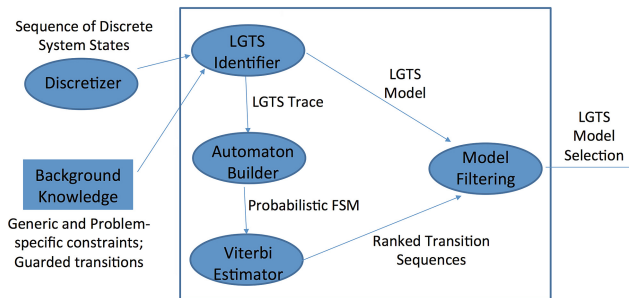 Sequence of Discrete
System States
Discretizer
LGTS
Identifier
LGTS
Model
LGTS Trace
LGTS
Model
Selection
Automaton
Builder
Model
Filtering
Background
Knowledge
Probabilistic FSM
Generic and Problem-
specific constraints;
Guarded transitions
Ranked Transition
Sequences
Viterbi
Estimator